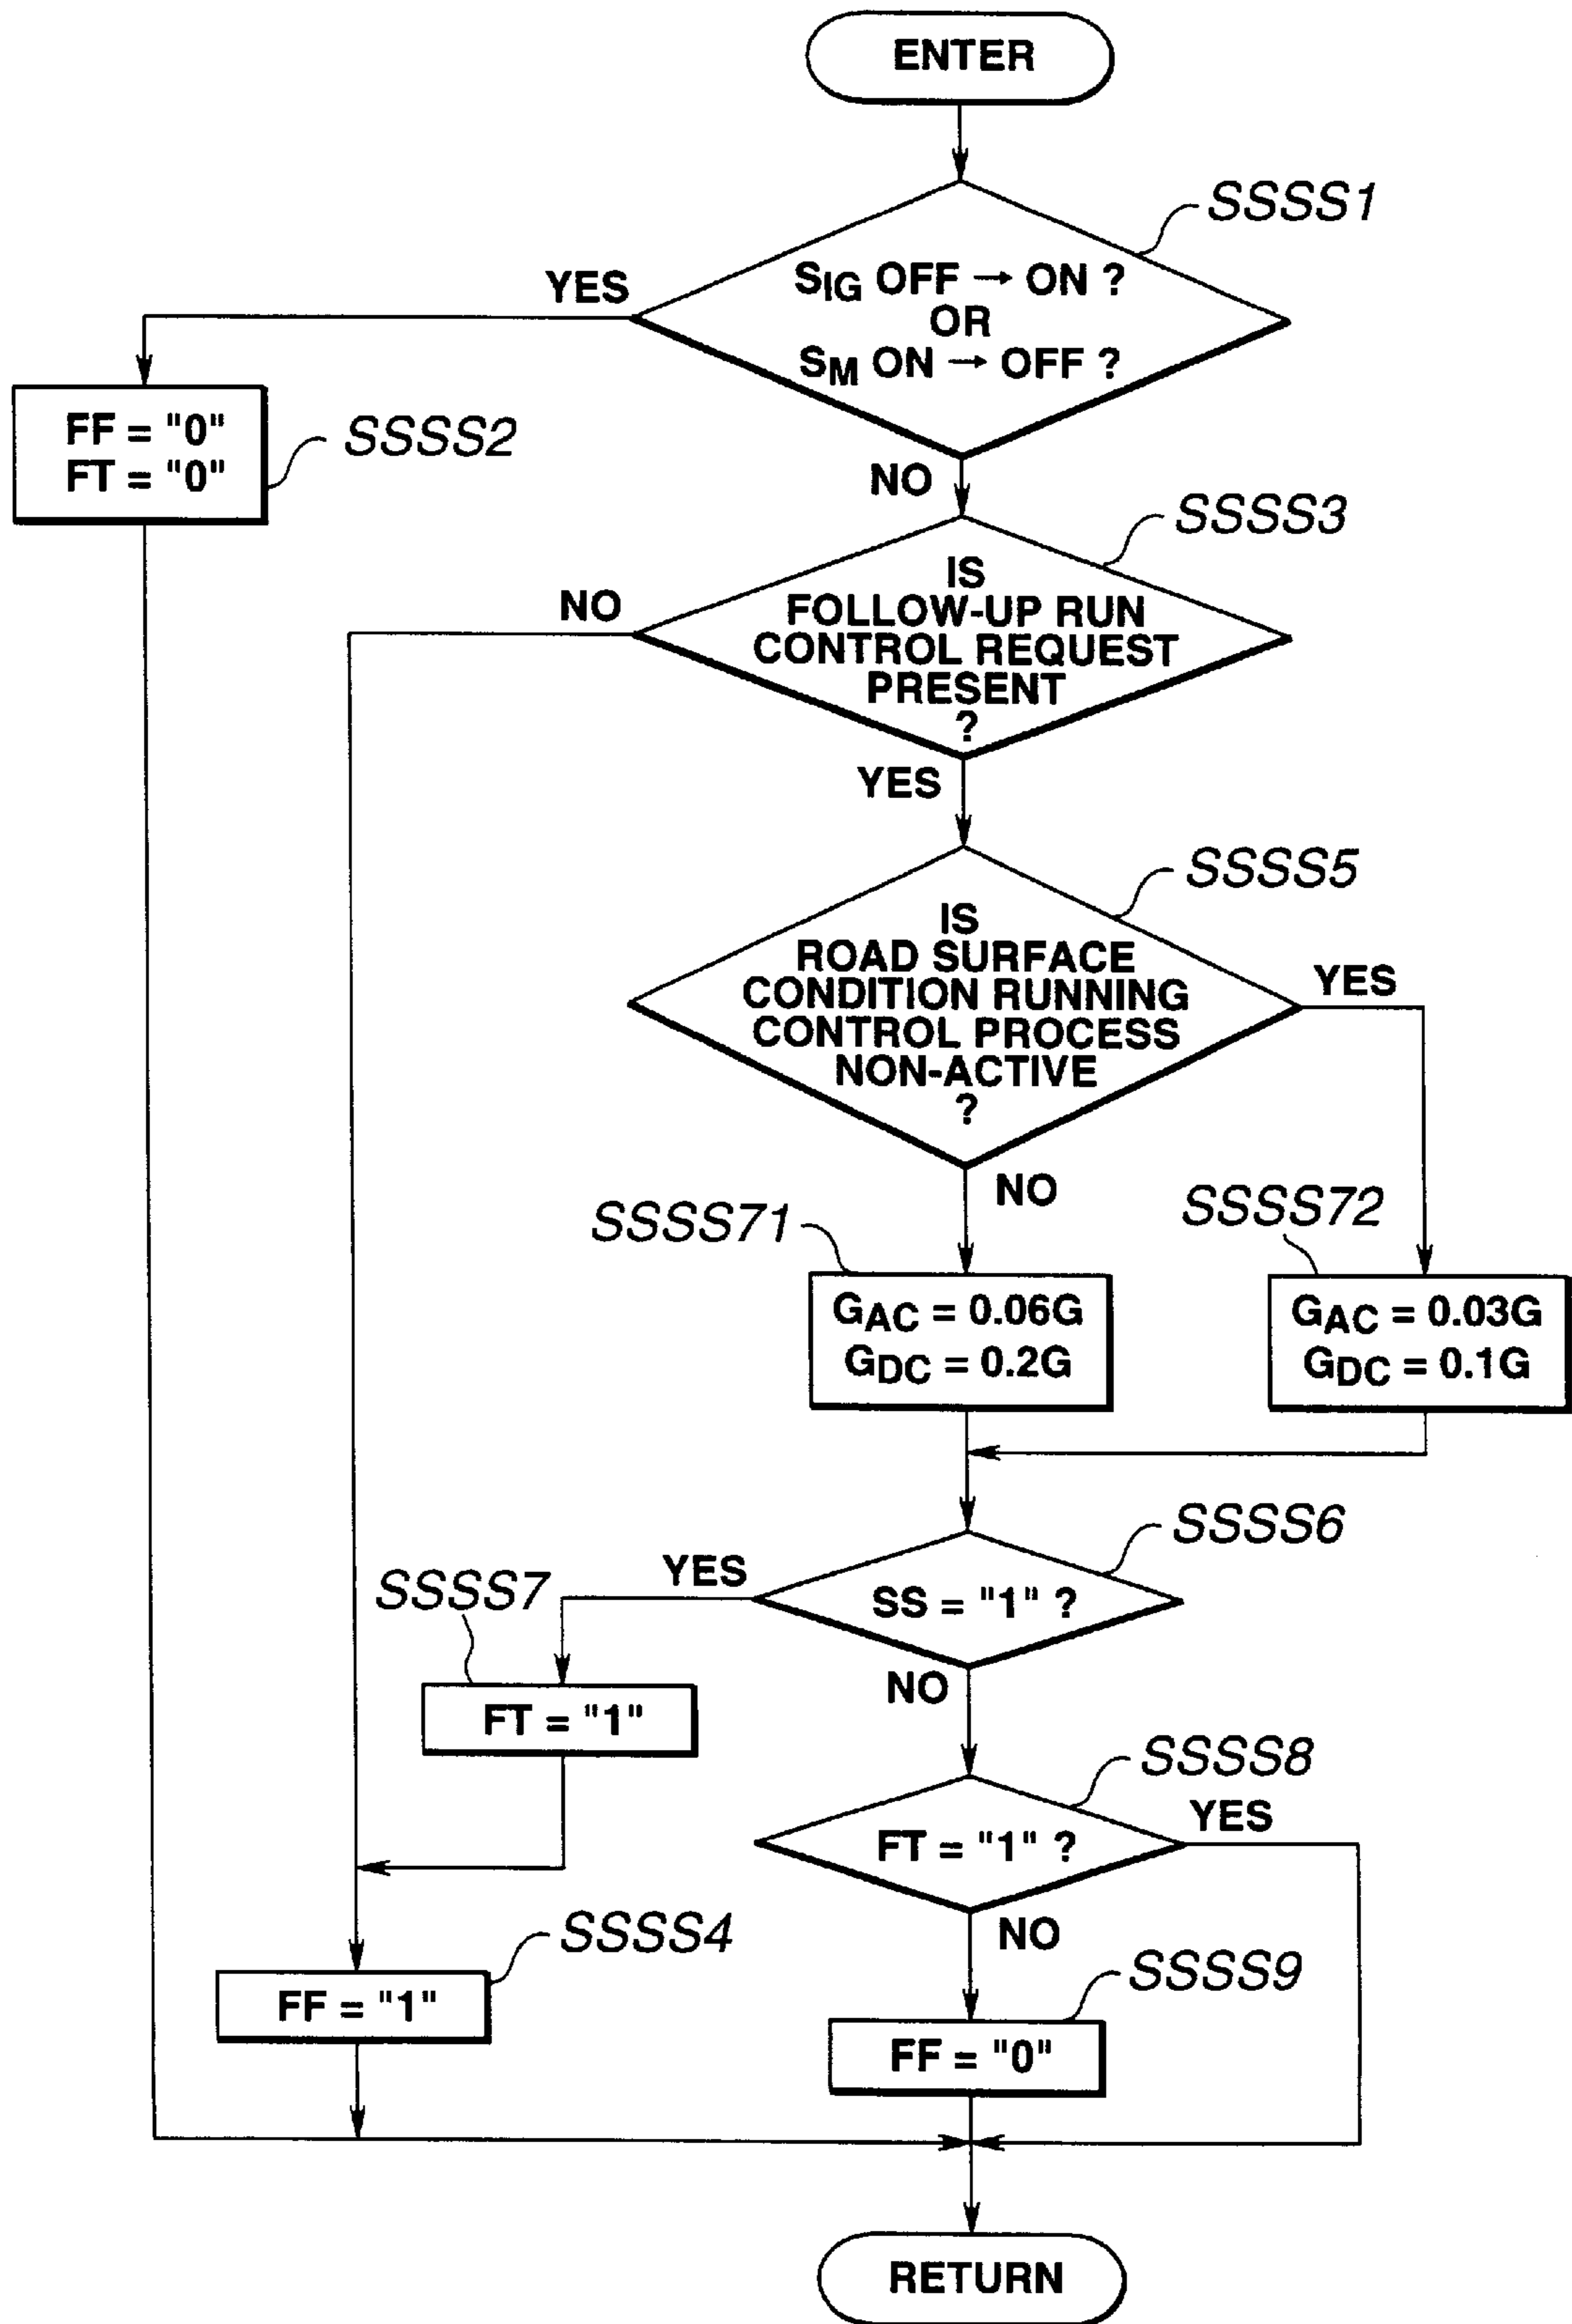 ENTER
SSSS1
YES
SIG OFF → ON ?
OR
SM ON → OFF ?
FF = "0"
FT = "0"
SSSS2
NO
SSSS3
NO
IS
FOLLOW-UP RUN
CONTROL REQUEST
PRESENT
?
YES
SSSS5
IS
ROAD SURFACE
CONDITION RUNNING
CONTROL PROCESS
NON-ACTIVE
?
YES
NO
SSSS71
SSSS72
GAC = 0.06G
GDC = 0.2G
GAC = 0.03G
GDC = 0.1G
SSSS6
YES
SS = "1" ?
SSSS7
NO
FT = "1"
SSSS8
YES
FT = "1" ?
NO
SSSS4
SSSS9
FF = "1"
FF = "0"
RETURN